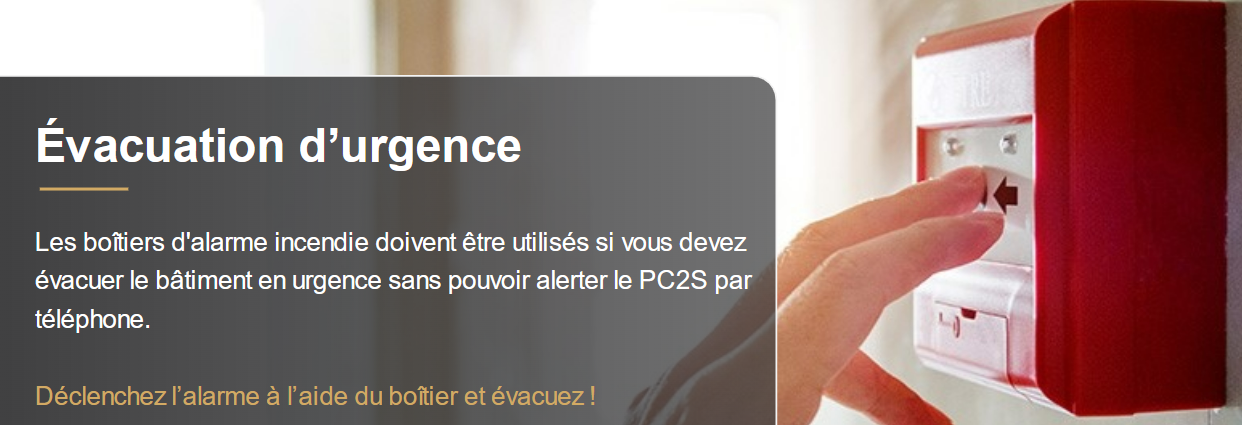 Évacuation d’urgence
Les boîtiers d'alarme incendie doivent être utilisés si vous devez
évacuer le bâtiment en urgence sans pouvoir alerter le PC2S par
téléphone.
Déclenchez l’alarme à l’aide du boîtier et évacuez !